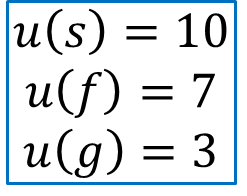 u(s) = 10
u(f) = 7
u(g) = 3